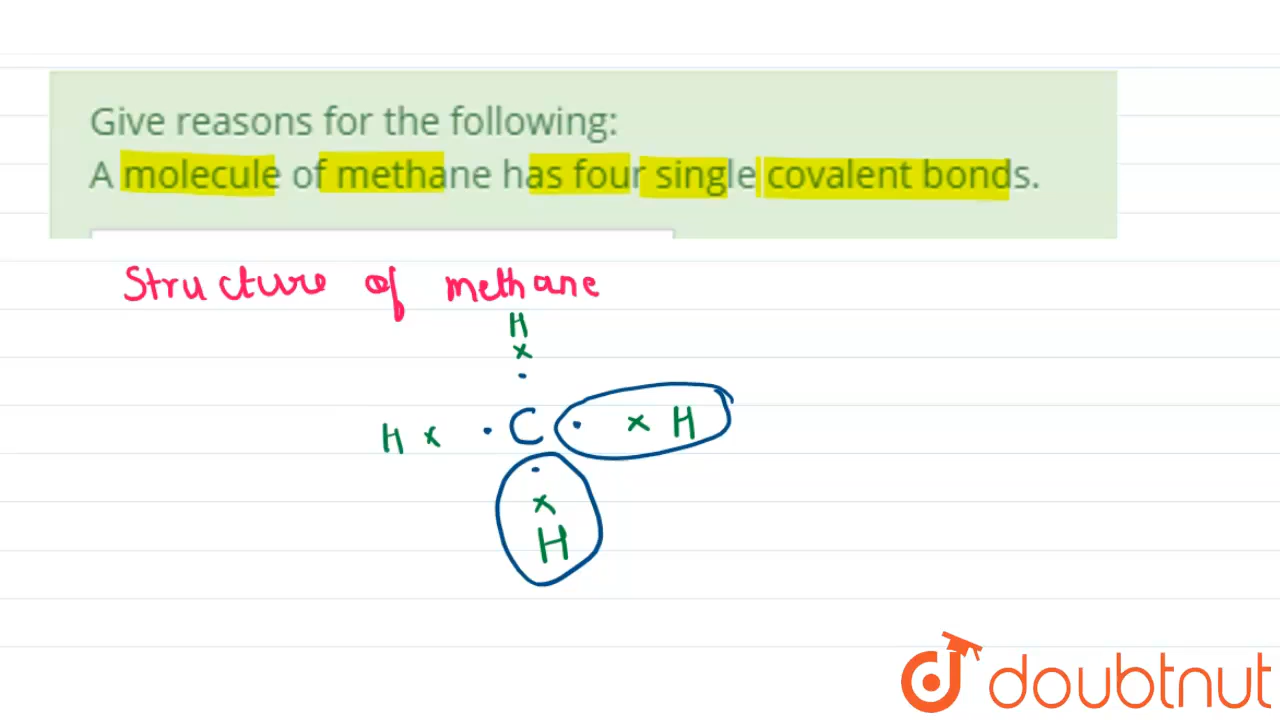 Give reasons for the following:
A molecule of methane has four single covalent bonds.
Structure of methane
H
x
.
H x . C . x H
.
x
H
doubtnut